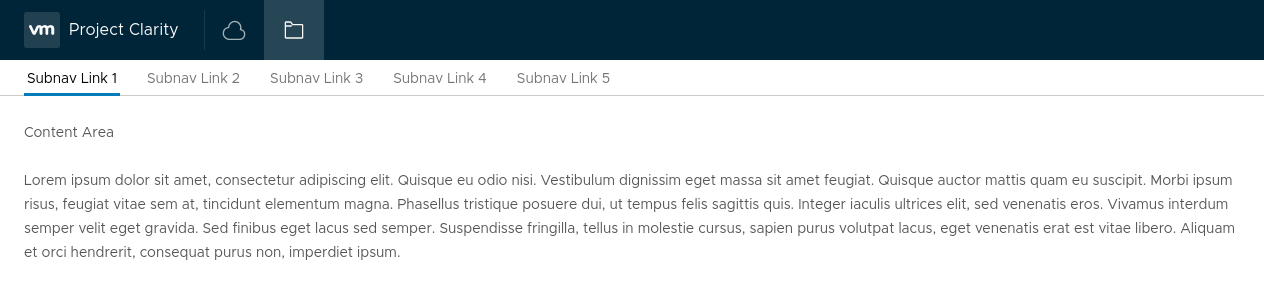 vm Project Clarity
Subnav Link 1 Subnav Link 2 Subnav Link 3 Subnav Link 4 Subnav Link 5
Content Area
Lorem ipsum dolor sit amet, consectetur adipiscing elit. Quisque eu odio nisi. Vestibulum dignissim eget massa sit amet feugiat. Quisque auctor mattis quam eu suscipit. Morbi ipsum
risus, feugiat vitae sem at, tincidunt elementum magna. Phasellus tristique posuere dui, ut tempus felis sagittis quis. Integer iaculis ultrices elit, sed venenatis eros. Vivamus interdum
semper velit eget gravida. Sed finibus eget lacus sed semper. Suspendisse fringilla, tellus in molestie cursus, sapien purus volutpat lacus, eget venenatis erat est vitae libero. Aliquam
et orci hendrerit, consequat purus non, imperdiet ipsum.